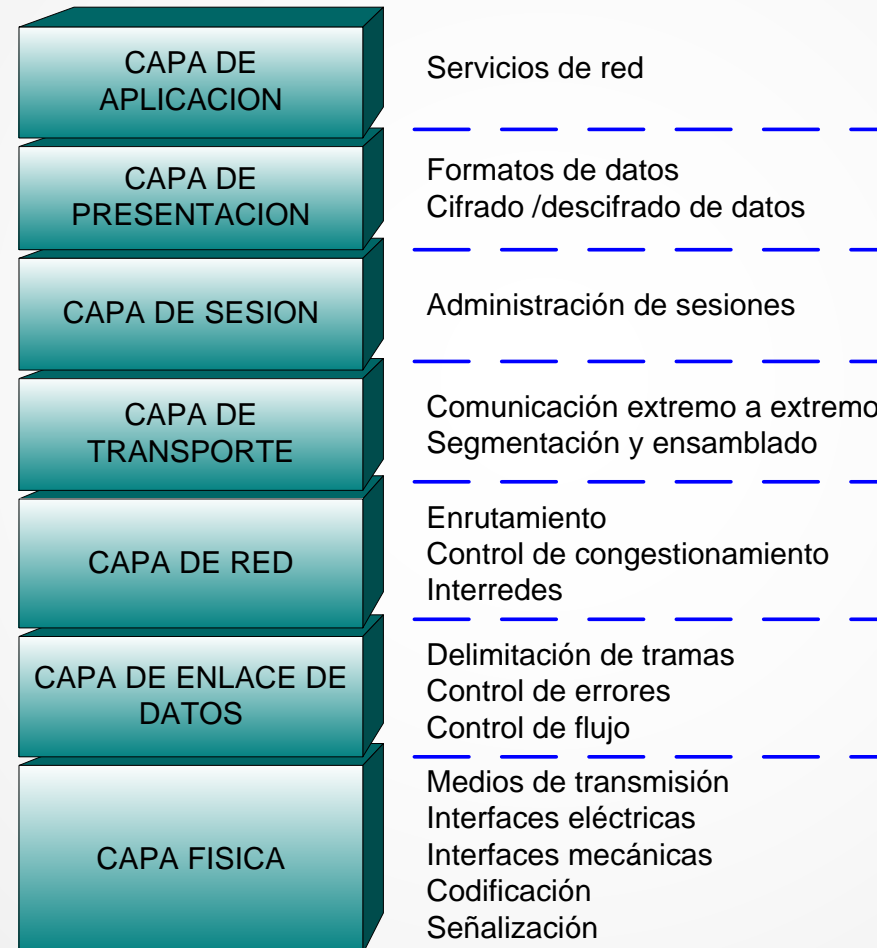 CAPA DE
APLICACION
Servicios de red
CAPA DE
PRESENTACION
Formatos de datos
Cifrado /descifrado de datos
CAPA DE SESION
Administración de sesiones
CAPA DE
TRANSPORTE
Comunicación extremo a extremo
Segmentación y ensamblado
CAPA DE RED
Enrutamiento
Control de congestionamiento
Interredes
CAPA DE ENLACE DE
DATOS
Delimitación de tramas
Control de errores
Control de flujo
CAPA FISICA
Medios de transmisión
Interfaces eléctricas
Interfaces mecánicas
Codificación
Señalización